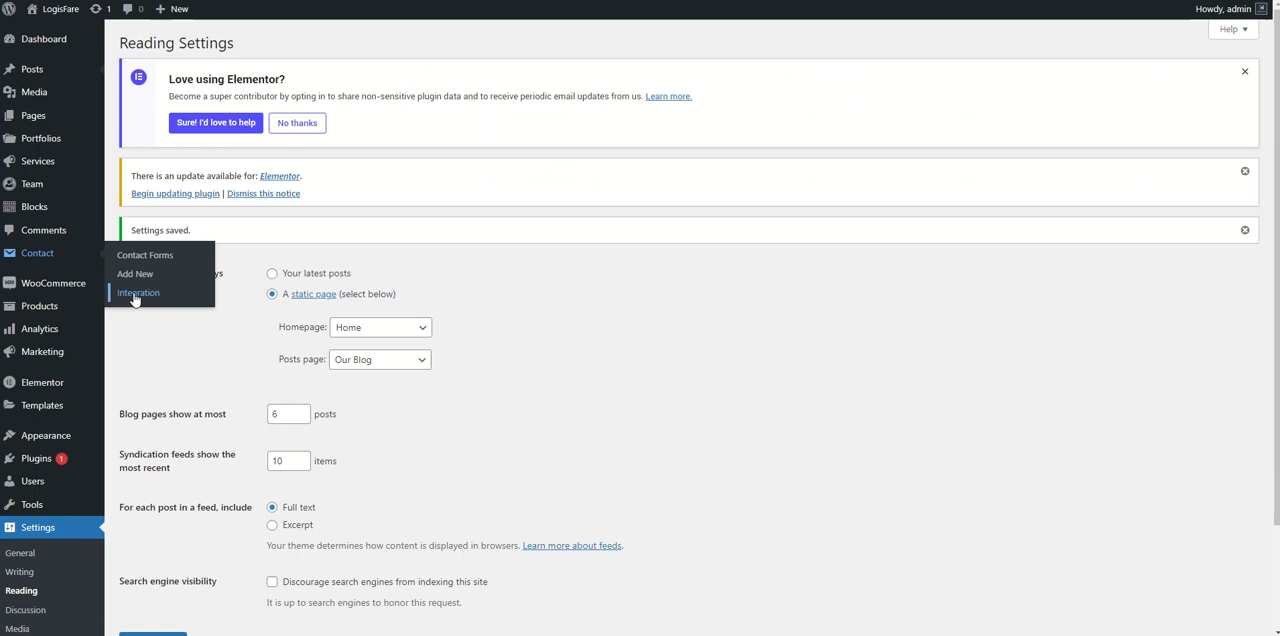 LogisFare 1 0 New Howdy, admin
Help
Dashboard
Posts
Media
Pages
Portfolios
Services
Team
Blocks
Comments
Contact
Contact Forms
Add New
Integration
WooCommerce
Products
Analytics
Marketing
Elementor
Templates
Appearance
Plugins 1
Users
Tools
Settings
General
Writing
Reading
Discussion
Media
Reading Settings
Love using Elementor?
Become a super contributor by opting in to share non-sensitive plugin data and to receive periodic email updates from us. Learn more.
Sure! I'd love to help No thanks
There is an update available for: Elementor.
Begin updating plugin | Dismiss this notice
Settings saved.
ys
Your latest posts
A static page (select below)
Homepage: Home
Posts page: Our Blog
Blog pages show at most 6 posts
Syndication feeds show the
most recent
10 items
For each post in a feed, include
Full text
Excerpt
Your theme determines how content is displayed in browsers. Learn more about feeds.
Search engine visibility
Discourage search engines from indexing this site
It is up to search engines to honor this request.